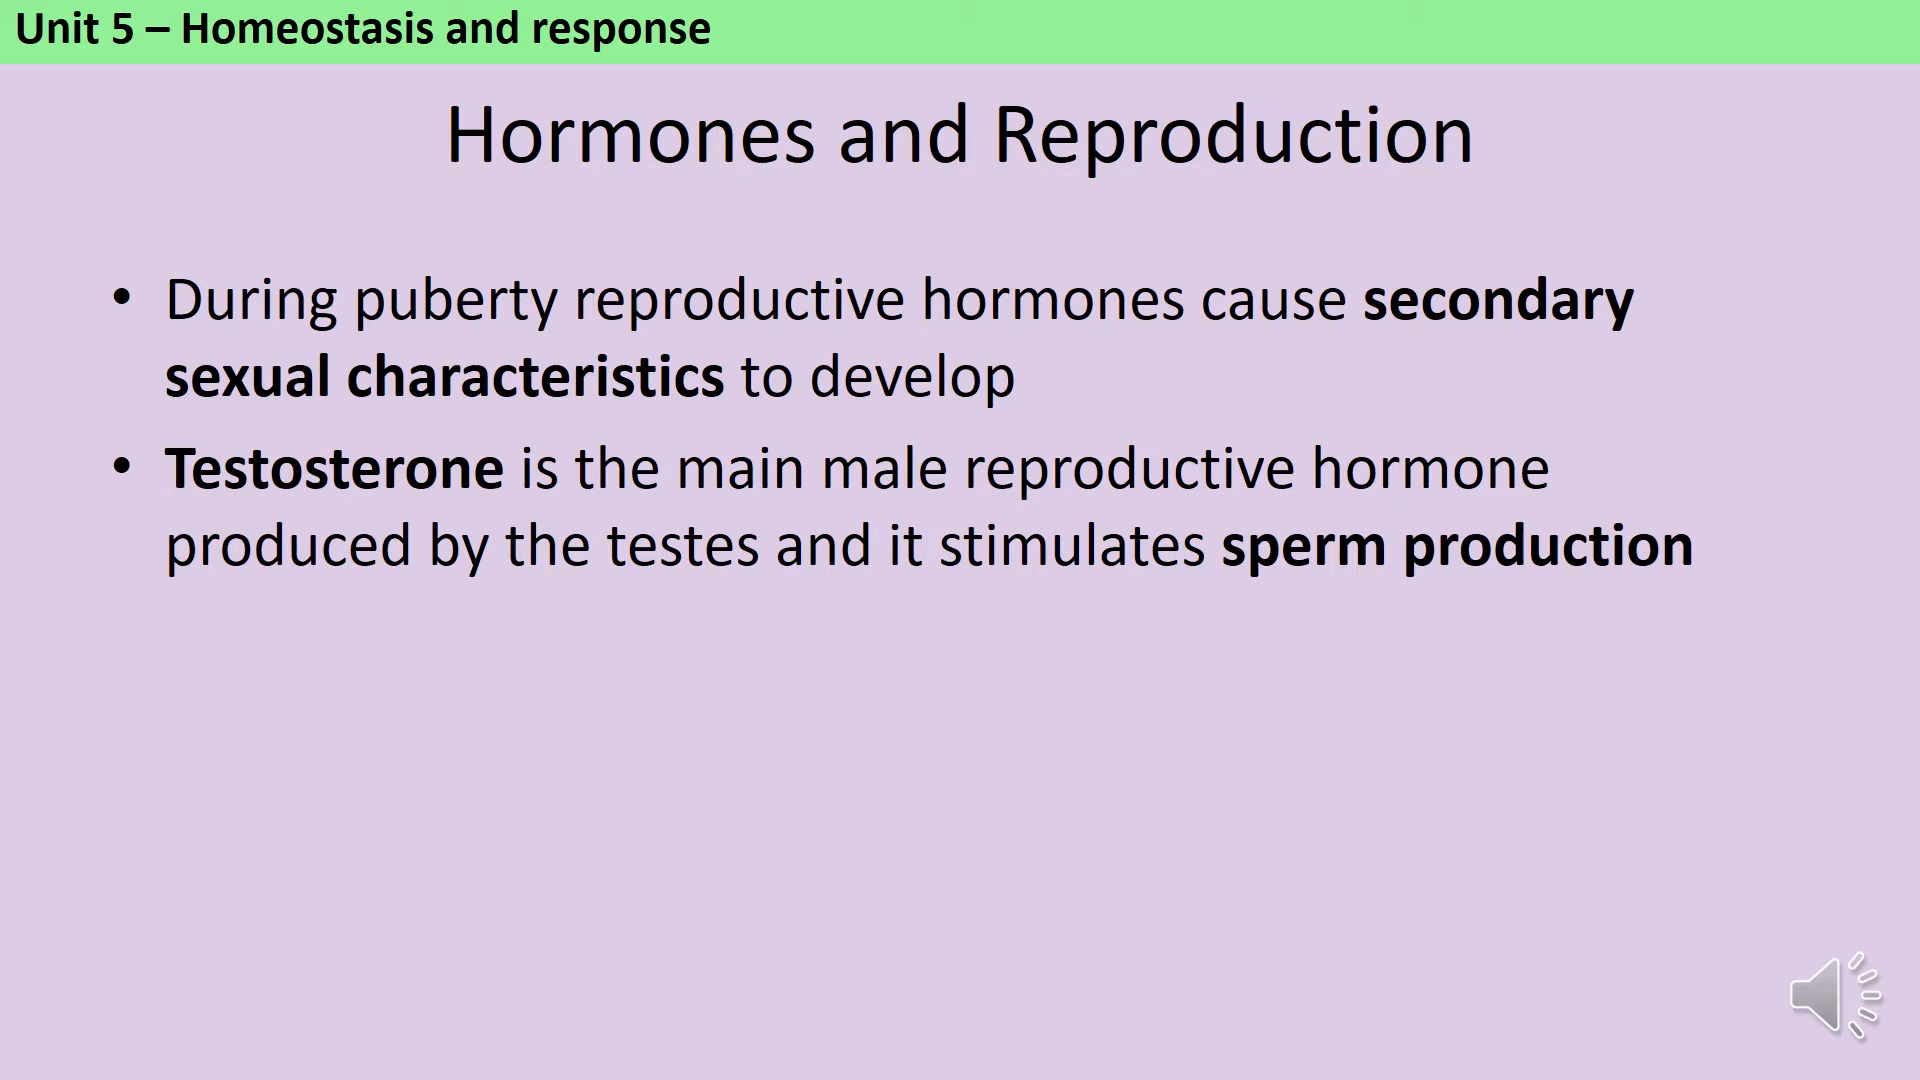 Unit 5 – Homeostasis and response
Hormones and Reproduction
• During puberty reproductive hormones cause secondary
sexual characteristics to develop
• Testosterone is the main male reproductive hormone
produced by the testes and it stimulates sperm production